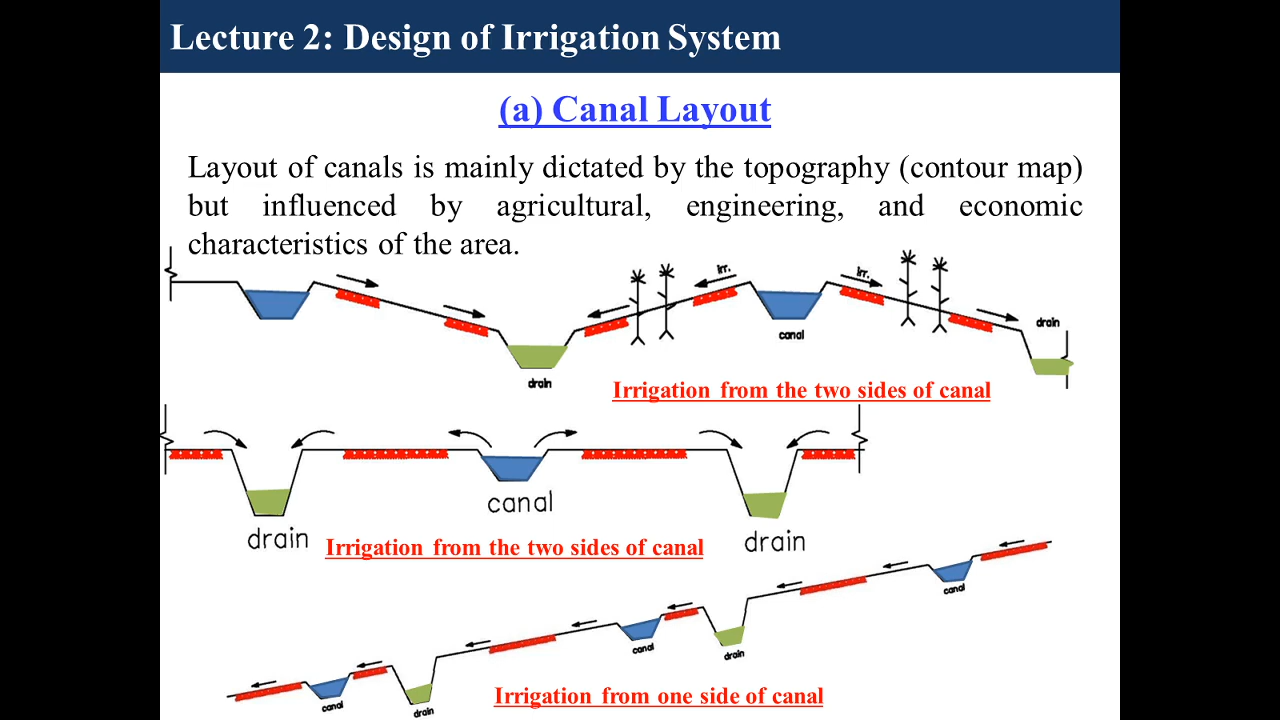 Lecture 2: Design of Irrigation System
(a) Canal Layout
Layout of canals is mainly dictated by the topography (contour map)
but influenced by agricultural, engineering, and economic
characteristics of the area.
Irr.
Irr.
canal
drain
drain
Irrigation from the two sides of canal
canal
drain
Irrigation from the two sides of canal
drain
canal
canal
drain
Irrigation from one side of canal
canal
drain